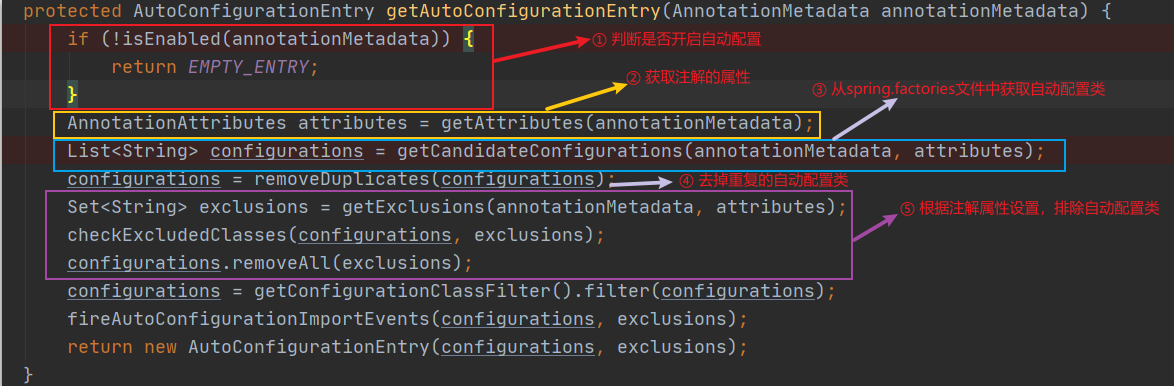 protected AutoConfigurationEntry getAutoConfigurationEntry(AnnotationMetadata annotationMetadata) {
if (!isEnabled(annotationMetadata)) {
① 判断是否开启自动配置
return EMPTY_ENTRY;
② 获取注解的属性
}
③ 从spring.factories文件中获取自动配置类
AnnotationAttributes attributes = getAttributes(annotationMetadata);
List<String> configurations = getCandidateConfigurations(annotationMetadata, attributes);
configurations = removeDuplicates(configurations);
④ 去掉重复的自动配置类
Set<String> exclusions = getExclusions(annotationMetadata, attributes);
⑤ 根据注解属性设置，排除自动配置类
checkExcludedClasses(configurations, exclusions);
configurations.removeAll(exclusions);
configurations = getConfigurationClassFilter().filter(configurations);
fireAutoConfigurationImportEvents(configurations, exclusions);
return new AutoConfigurationEntry(configurations, exclusions);
}